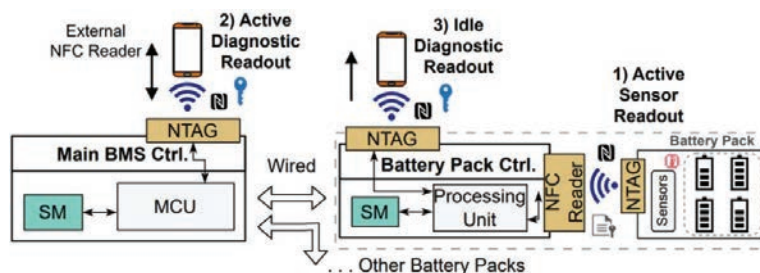 External
NFC Reader
2) Active
Diagnostic
Readout
3) Idle
Diagnostic
Readout
1) Active
Sensor
Readout
NTAG
Main BMS Ctrl.
SM
MCU
Wired
NTAG
Battery Pack Ctrl.
SM
Processing
Unit
NFC
Reader
NTAG
Battery Pack
Sensors
. . . Other Battery Packs